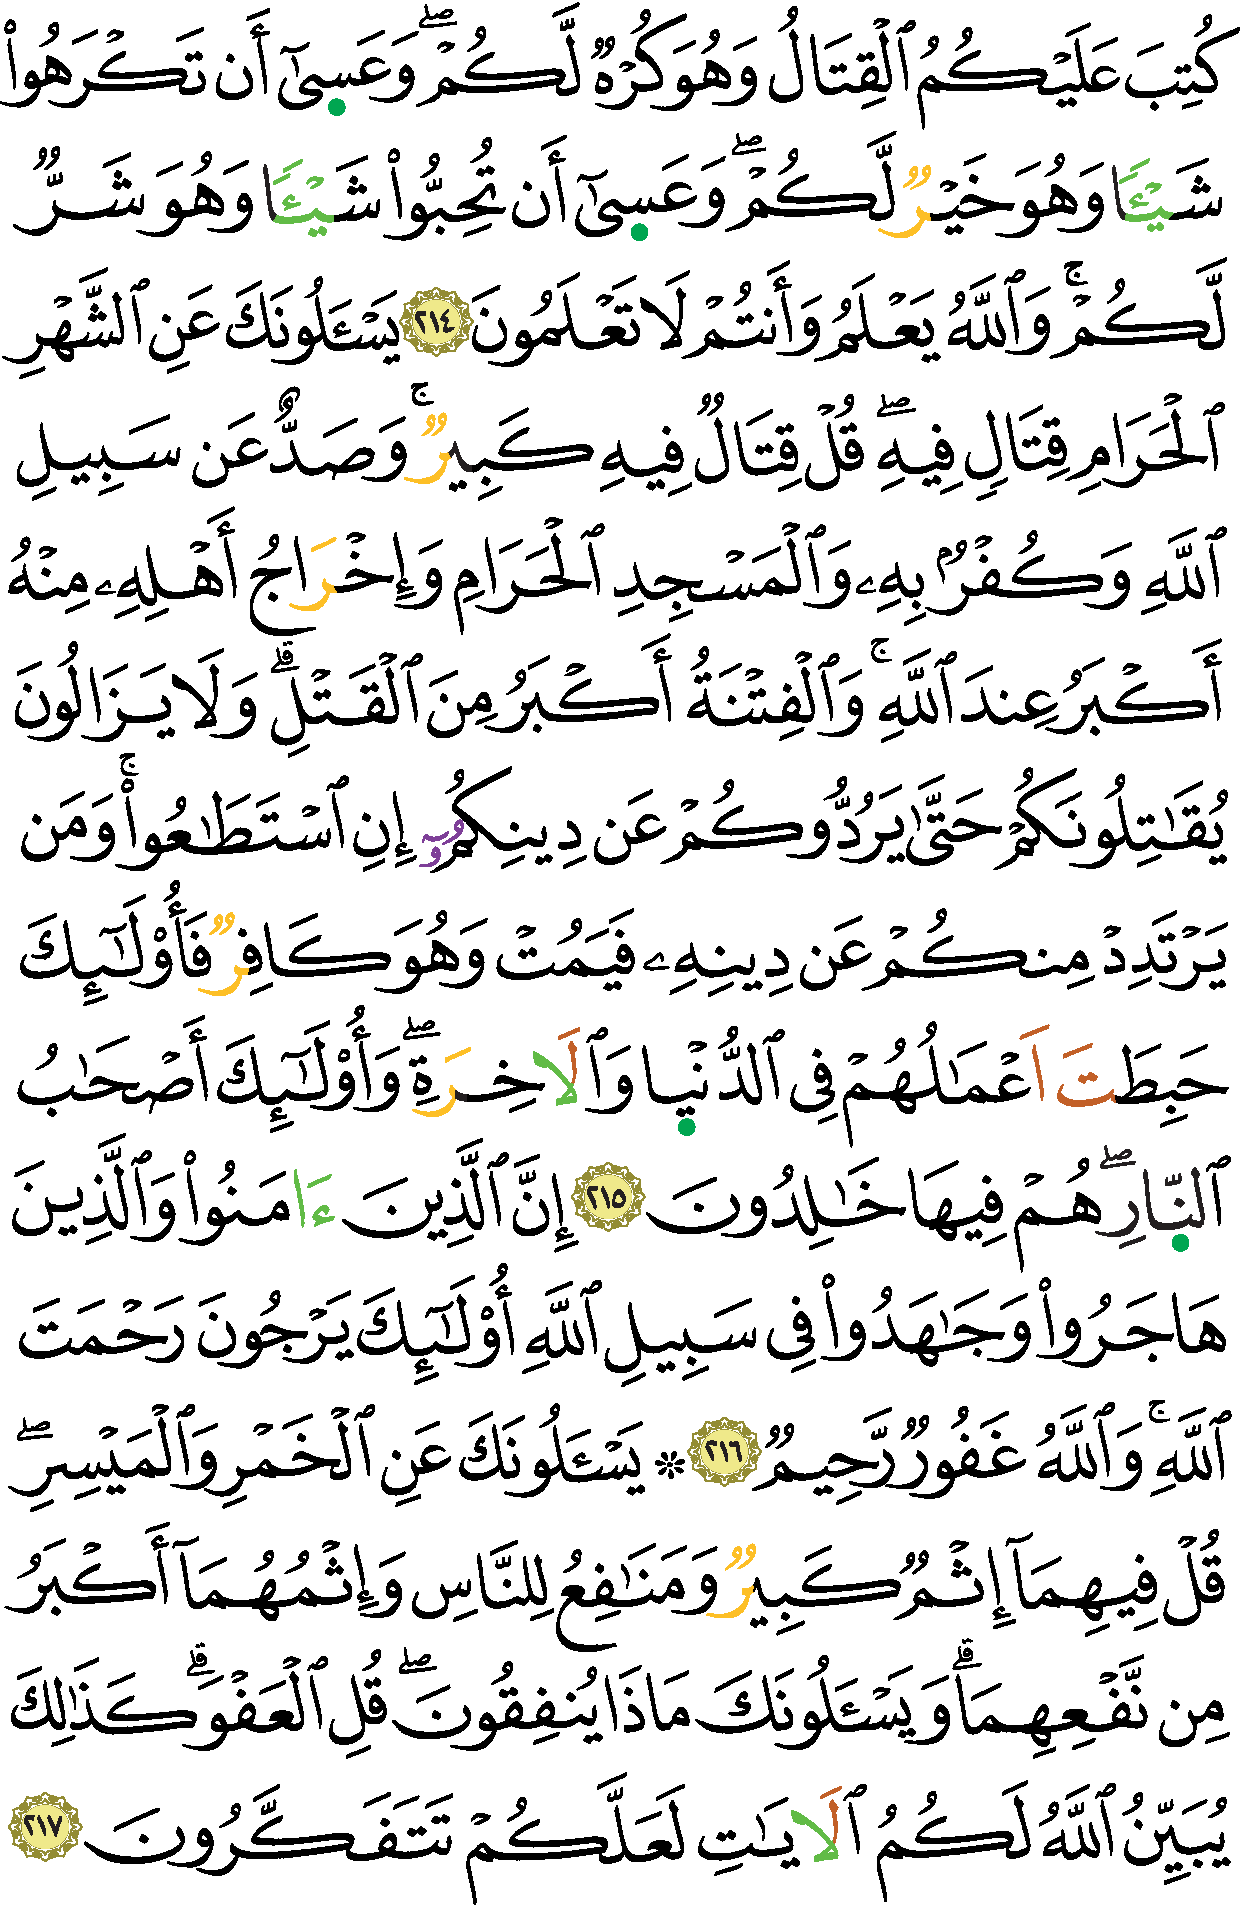 كُتِبَ عَلَيْكُمُ ٱلْقِتَالُ وَهُوَ كُرْهٌ لَّكُمْ ۖ وَعَسِىٰٓ أَن تَكْرَهُوا۟
شَيْـًٔا وَهُوَ خَيْرٌ لَّكُمْ ۖ وَعَسِىٰٓ أَن تُحِبُّوا۟ شَيْـًٔا وَهُوَ شَرٌّ
لَّكُمْ ۚ وَٱللَّهُ يَعْلَمُ وَأَنتُمْ لَا تَعْلَمُونَ ٢١٤ يَسْـَٔلُونَكَ عَنِ ٱلشَّهْرِ
ٱلْحَرَامِ قِتَالٍ فِيهِ ۖ قُلْ قِتَالٌ فِيهِ كَبِيرٌ ۚ وَصَدٌّ عَن سَبِيلِ
ٱللَّهِ وَكُفْرٌۢ بِهِۦ وَٱلْمَسْجِدِ ٱلْحَرَامِ وَإِخْرَاجُ أَهْلِهِۦ مِنْهُ
أَكْبَرُ عِندَ ٱللَّهِ ۚ وَٱلْفِتْنَةُ أَكْبَرُ مِنَ ٱلْقَتْلِ ۗ وَلَا يَزَالُونَ
يُقَـٰتِلُونَكُمْ حَتَّىٰ يَرُدُّوكُمْ عَن دِينِكُمُۥٓ إِنِ ٱسْتَطَـٰعُوا۟ ۚ وَمَن
يَرْتَدِدْ مِنكُمْ عَن دِينِهِۦ فَيَمُتْ وَهُوَ كَافِرٌ فَأُو۟لَـٰٓئِكَ
حَبِطَتَ اَعْمَـٰلُهُمْ فِى ٱلدُّنْيِا وَٱلَاخِرَةِ ۖ وَأُو۟لَـٰٓئِكَ أَصْحَـٰبُ
ٱلنّارِ ۖ هُمْ فِيهَا خَـٰلِدُونَ ٢١٥ إِنَّ ٱلَّذِينَ ءَامَنُوا۟ وَٱلَّذِينَ
هَاجَرُوا۟ وَجَـٰهَدُوا۟ فِى سَبِيلِ ٱللَّهِ أُو۟لَـٰٓئِكَ يَرْجُونَ رَحْمَتَ
ٱللَّهِ ۚ وَٱللَّهُ غَفُورٌ رَّحِيمٌ ٢١٦ ۞ يَسْـَٔلُونَكَ عَنِ ٱلْخَمْرِ وَٱلْمَيْسِرِ ۖ
قُلْ فِيهِمَآ إِثْمٌ كَبِيرٌ وَمَنَـٰفِعُ لِلنَّاسِ وَإِثْمُهُمَآ أَكْبَرُ
مِن نَّفْعِهِمَا ۗ وَيَسْـَٔلُونَكَ مَاذَا يُنفِقُونَ ۖ قُلِ ٱلْعَفْوَ ۗ كَذَٰلِكَ
يُبَيِّنُ ٱللَّهُ لَكُمُ ٱلَايَـٰتِ لَعَلَّكُمْ تَتَفَكَّرُونَ ٢١٧